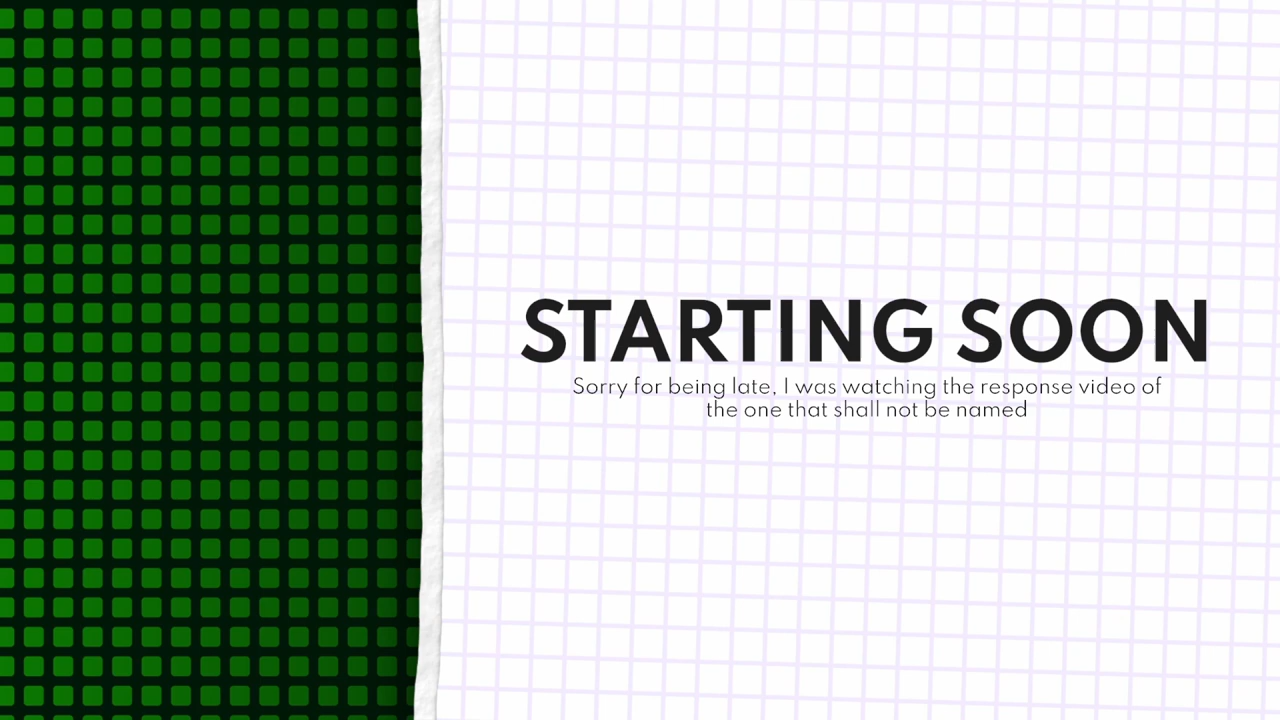 STARTING SOON
Sorry for being late, I was watching the response video of
the one that shall not be named